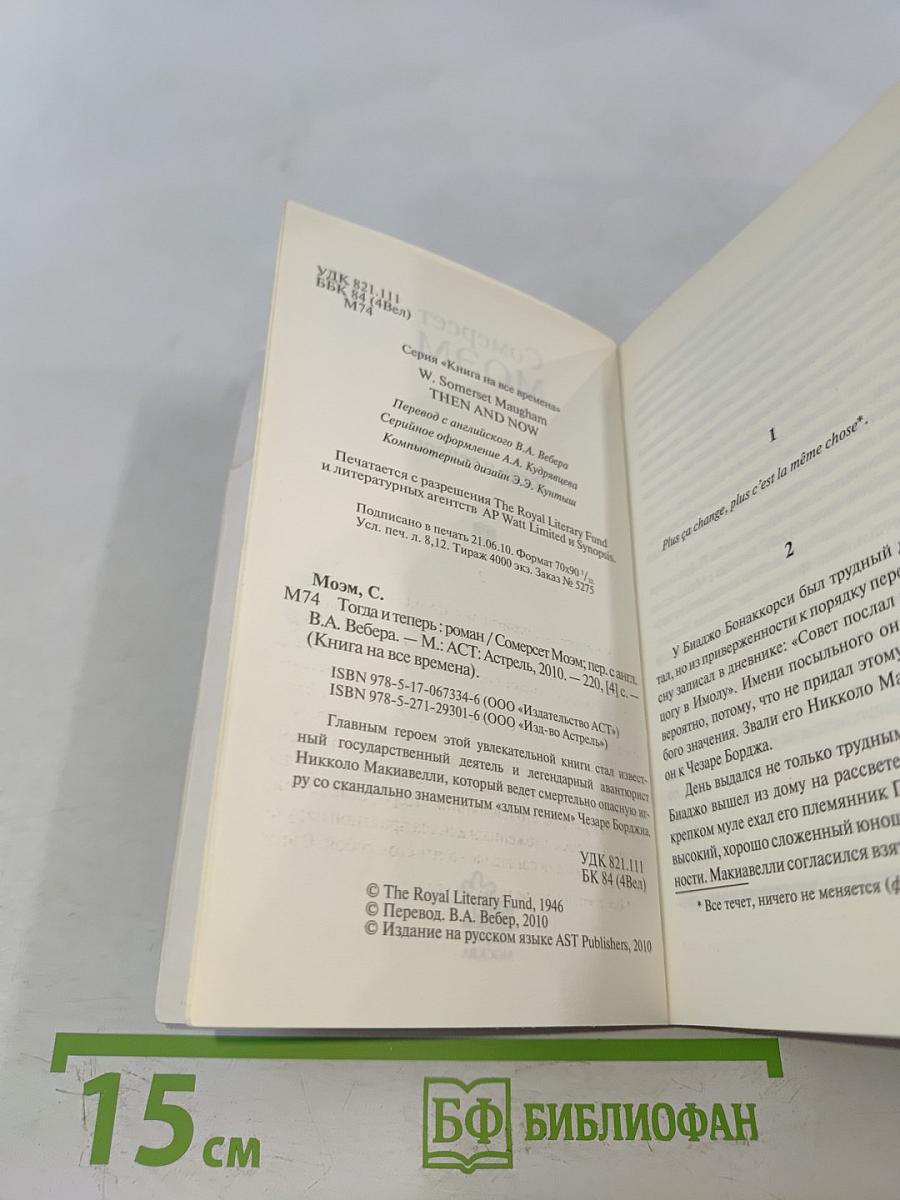 УДК 821.111
ББК 84 (4Вел)
М74
Серия «Книга на все времена»
W. Somerset Maugham
THEN AND NOW
Перевод с английского В.А. Вебера
Серийное оформление А.А. Кудрявцева
Компьютерный дизайн Э.Э. Кунтыш
Печатается с разрешения The Royal Literary Fund
и литературных агентств AP Watt Limited и Synopsis.
Подписано в печать 21.06.10. Формат 70x90 1/32.
Усл. печ. л. 8,12. Тираж 4000 экз. Заказ № 5275
Моэм, С.
М74 Тогда и теперь : роман / Сомерсет Моэм; пер. с англ.
В.А. Вебера. — М.: АСТ: Астрель, 2010. — 220, [4] с. —
(Книга на все времена).
ISBN 978-5-17-067334-6 (ООО «Издательство АСТ»)
ISBN 978-5-271-29301-6 (ООО «Изд-во Астрель»)
Главным героем этой увлекательной книги стал извест-
ный государственный деятель и легендарный авантюрист
Никколо Макиавелли, который ведет смертельно опасную иг-
ру со скандально знаменитым «злым гением» Чезаре Борджиа.
УДК 821.111
БК 84 (4Вел)
© The Royal Literary Fund, 1946
© Перевод. В.А. Вебер, 2010
© Издание на русском языке AST Publishers, 2010
1
Plus ça change, plus c'est la même chose*.
2
У Биаджо Бонаккорси был трудный д
тал, но из приверженности к порядку пере
сну записал в дневнике: «Совет послал
цогу в Имолу». Имени посыльного он
вероятно, потому, что не придал этому
бого значения. Звали его Никколо Ма
он к Чезаре Борджа.
День выдался не только трудным
Биаджо вышел из дому на рассвете
крепком муле ехал его племянник П
высокий, хорошо сложенный юнош
ности. Макиавелли согласился взят
* Все течет, ничего не меняется (ф
15 см
БФ БИБЛИОФАН